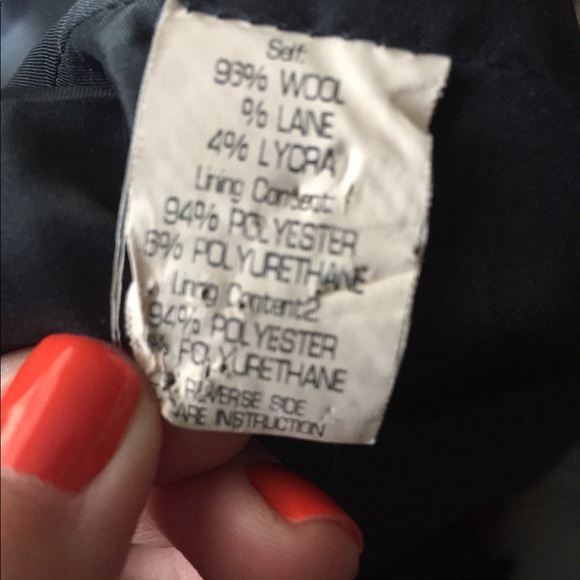 Self:
93% WOOL
% LANE
4% LYCRA
Lining Content: 1
94% POLYESTER
6% POLYURETHANE
Lining Content:2
94% POLYESTER
% POLYURETHANE
REVERSE SIDE
CARE INSTRUCTION